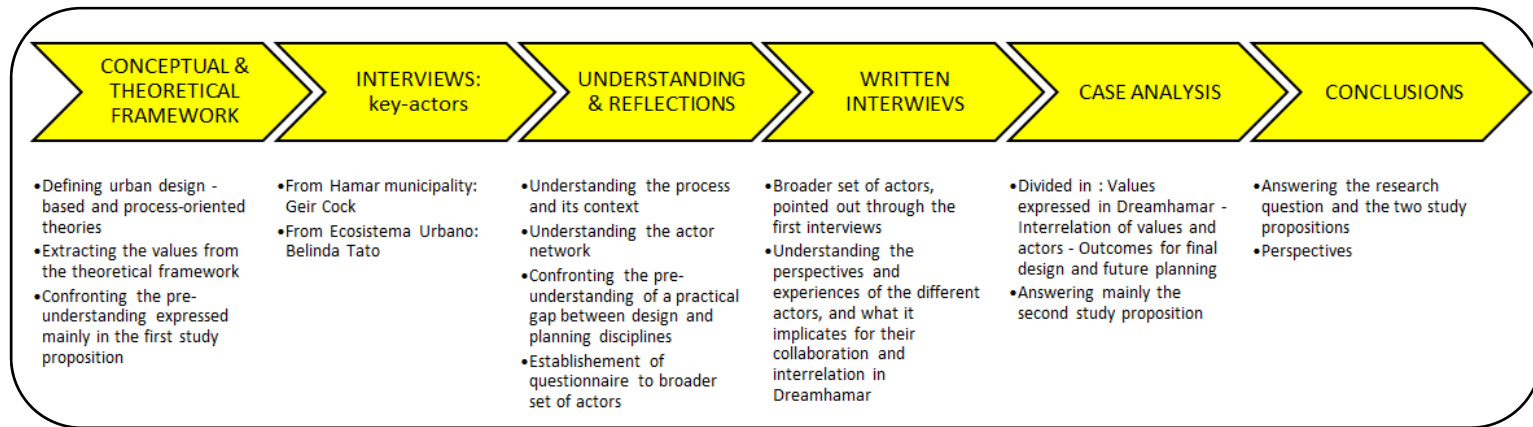 CONCEPTUAL &
THEORETICAL
FRAMEWORK
INTERVIEWS:
key-actors
UNDERSTANDING
& REFLECTIONS
WRITTEN
INTERWIEVS
CASE ANALYSIS
CONCLUSIONS
•Defining urban design -
based and process-oriented
theories
•Extracting the values from
the theoretical framework
•Confronting the pre-
understanding expressed
mainly in the first study
proposition
•From Hamar municipality:
Geir Cock
•From Ecosistema Urbano:
Belinda Tato
•Understanding the process
and its context
•Understanding the actor
network
•Confronting the pre-
understanding of a practical
gap between design and
planning disciplines
•Establishement of
questionnaire to broader
set of actors
•Broader set of actors,
pointed out through the
first interviews
•Understanding the
perspectives and
experiences of the different
actors, and what it
implicates for their
collaboration and
interrelation in
Dreamhamar
•Divided in : Values
expressed in Dreamhamar -
Interrelation of values and
actors - Outcomes for final
design and future planning
•Answering mainly the
second study proposition
•Answering the research
question and the two study
propositions
•Perspectives